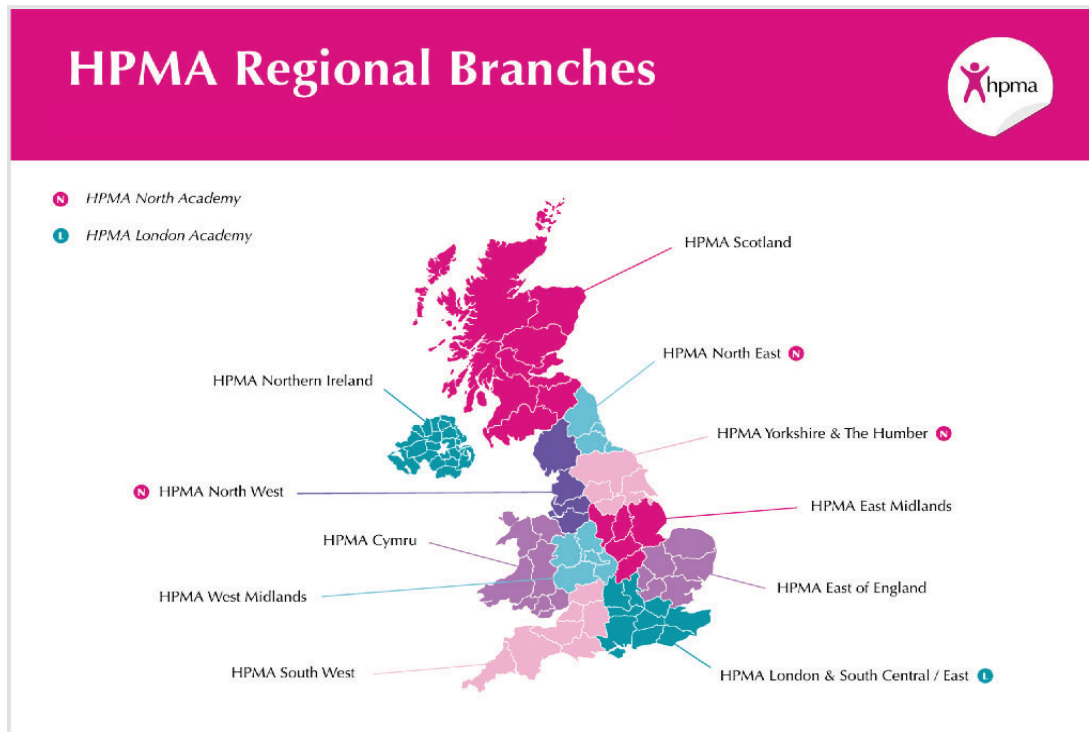 HPMA Regional Branches
hpma
N HPMA North Academy
L HPMA London Academy
HPMA Scotland
HPMA North East N
HPMA Northern Ireland
HPMA Yorkshire & The Humber N
N HPMA North West
HPMA East Midlands
HPMA Cymru
HPMA East of England
HPMA West Midlands
HPMA South West
HPMA London & South Central / East L